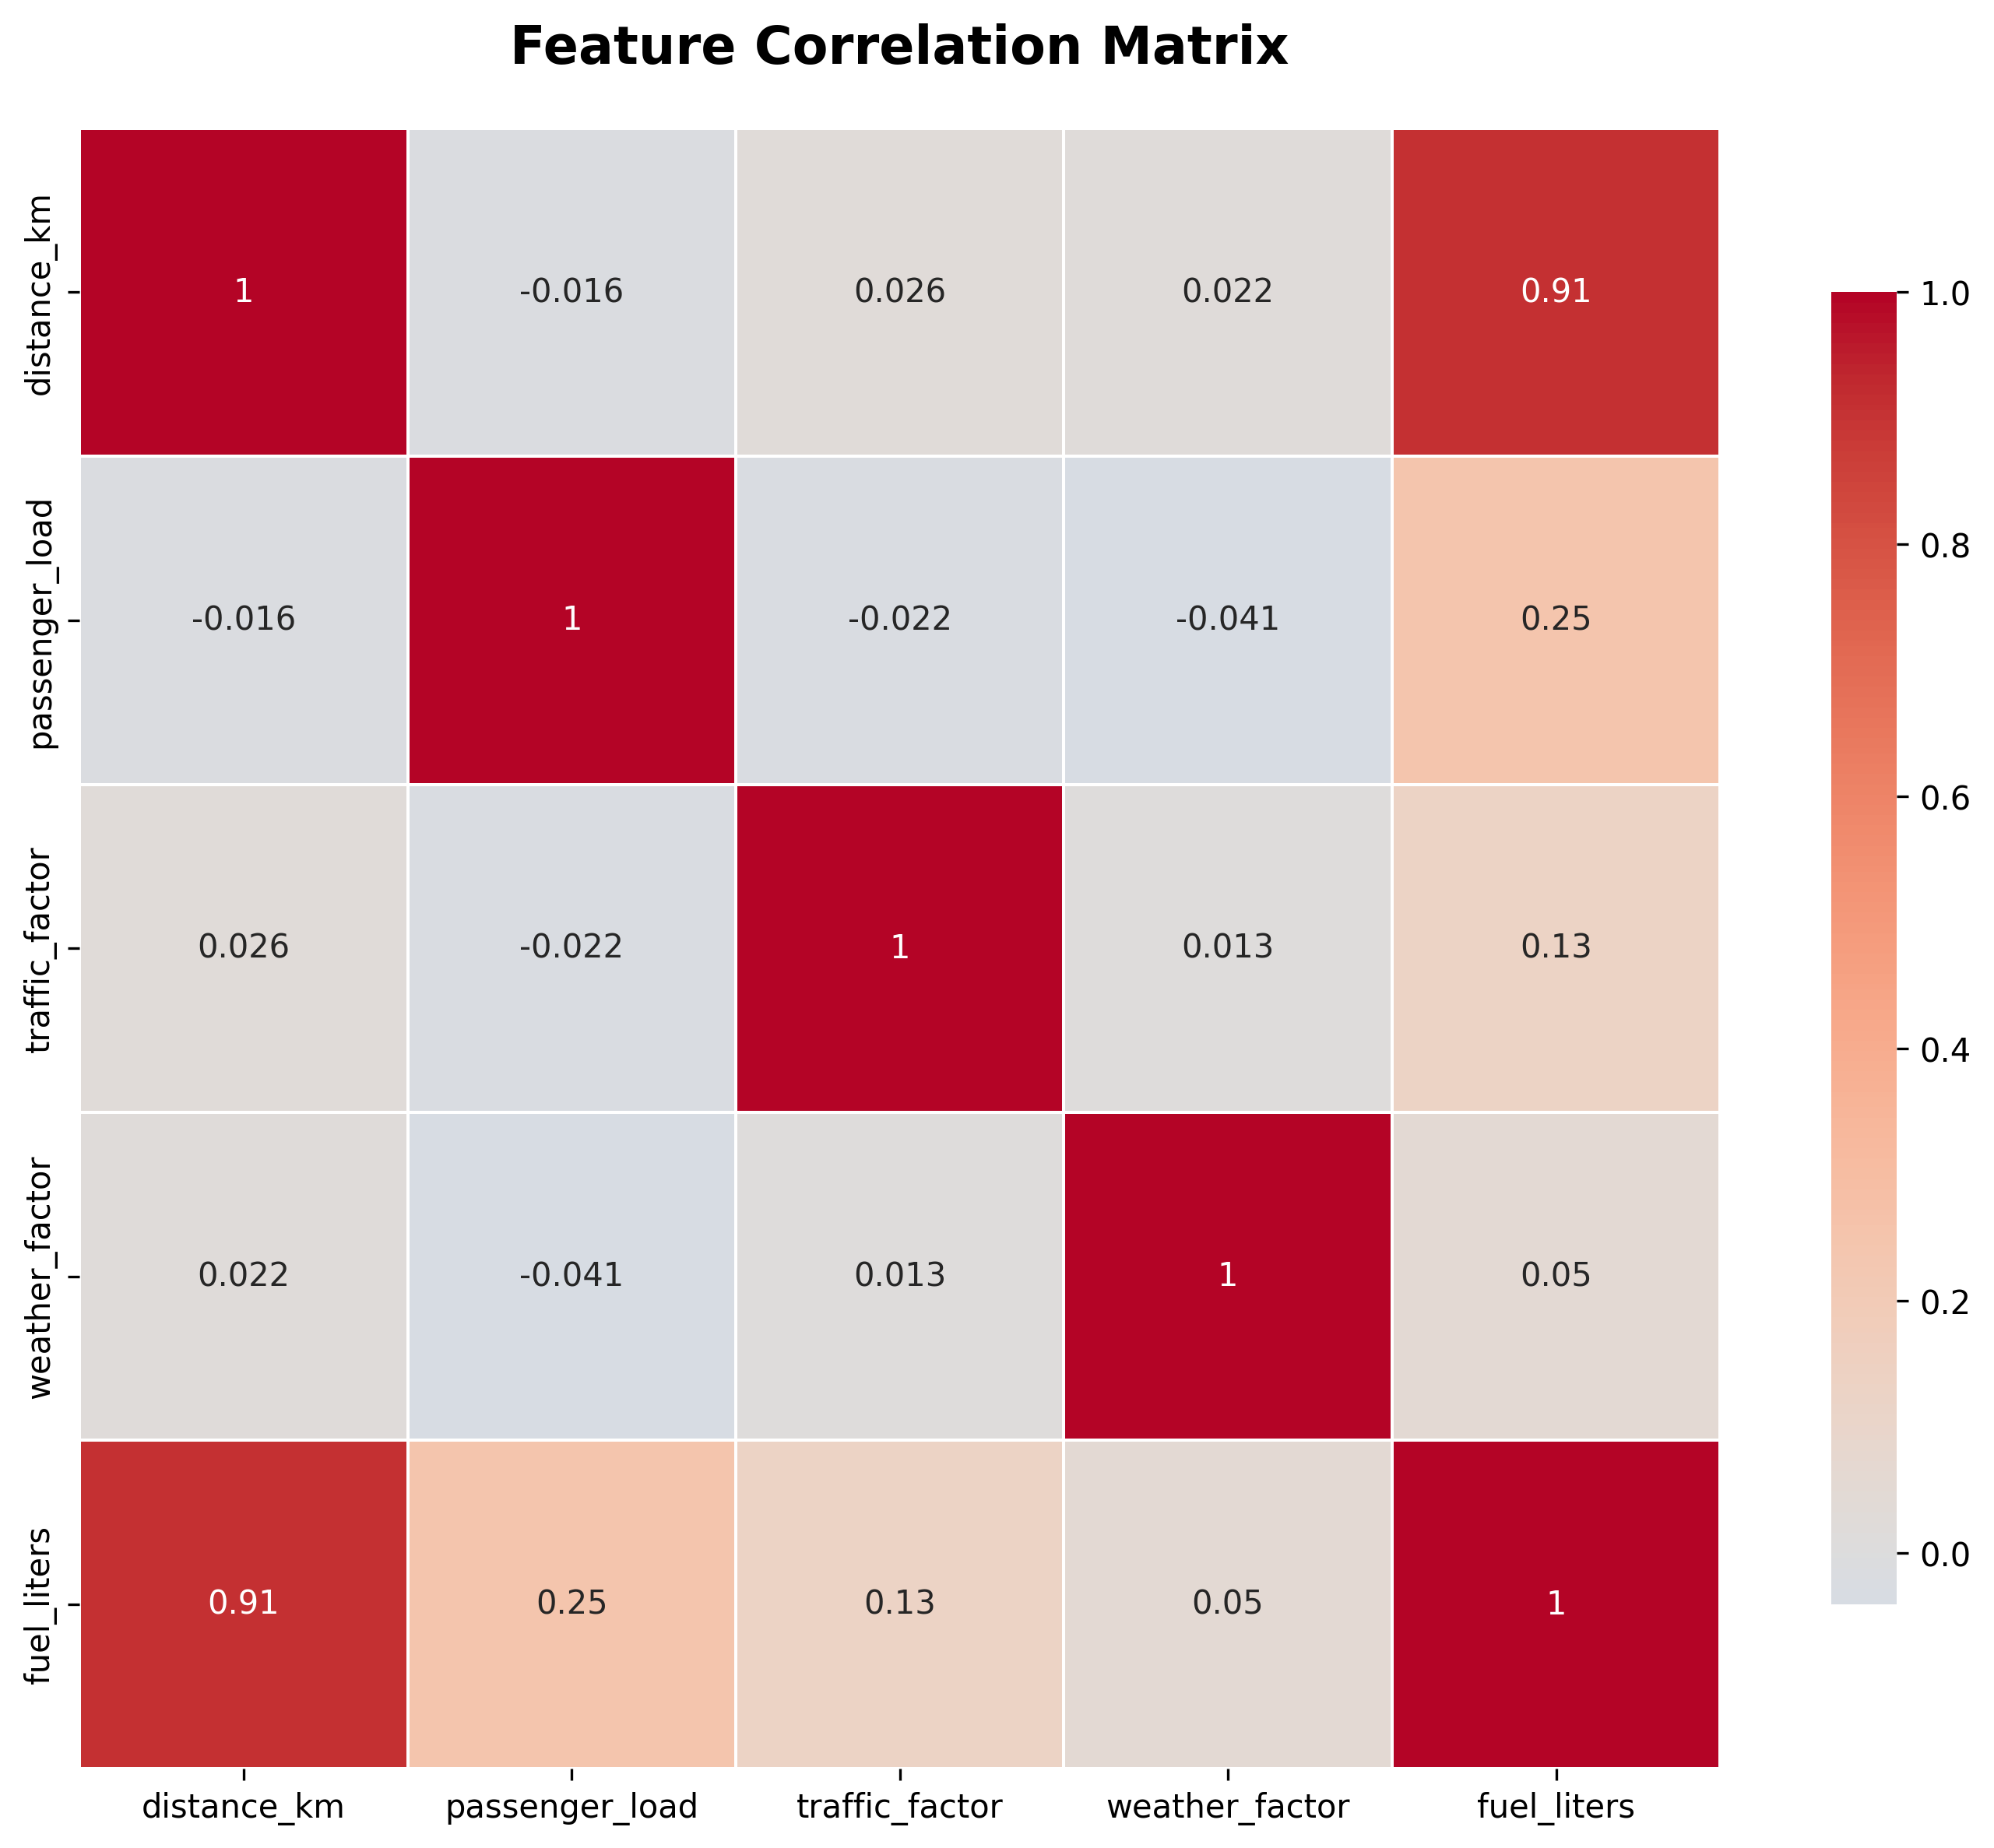 Feature Correlation Matrix
distance_km 1 -0.016 0.026 0.022 0.91
passenger_load -0.016 1 -0.022 -0.041 0.25
traffic_factor 0.026 -0.022 1 0.013 0.13
weather_factor 0.022 -0.041 0.013 1 0.05
fuel_liters 0.91 0.25 0.13 0.05 1
distance_km passenger_load traffic_factor weather_factor fuel_liters
1.0
0.8
0.6
0.4
0.2
0.0